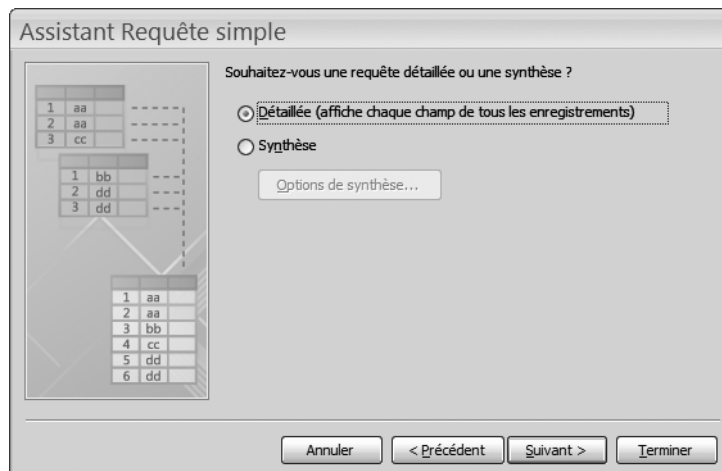 Assistant Requête simple
Souhaitez-vous une requête détaillée ou une synthèse ?
Détaillée (affiche chaque champ de tous les enregistrements)
Synthèse
Options de synthèse...
1 aa
2 aa
3 cc
1 bb
2 dd
3 dd
1 aa
2 aa
3 bb
4 cc
5 dd
6 dd
Annuler
< Précédent
Suivant >
Terminer